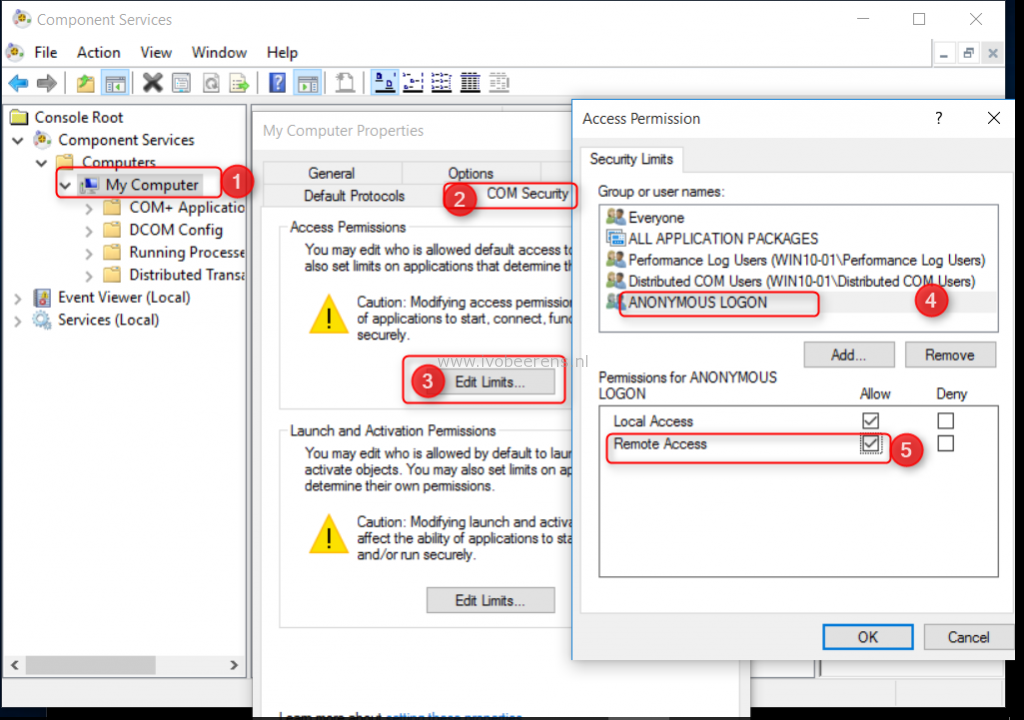 Component Services
File Action View Window Help
Console Root
Component Services
Computers
My Computer
1
COM+ Applicatio
DCOM Config
Running Processe
Distributed Transa
Event Viewer (Local)
Services (Local)
My Computer Properties
General Options
Default Protocols COM Security
2
Access Permissions
You may edit who is allowed default access to
also set limits on applications that determine th
Caution: Modifying access permission
of applications to start, connect, func
securely.
www.ivobeerens.nl
3 Edit Limits...
Launch and Activation Permissions
You may edit who is allowed by default to laun
activate objects. You may also set limits on ap
determine their own permissions.
Caution: Modifying launch and activa
affect the ability of applications to sta
and/or run securely.
Edit Limits...
Learn more about setting these properties
Access Permission
?
Security Limits
Group or user names:
Everyone
ALL APPLICATION PACKAGES
Performance Log Users (WIN10-01\Performance Log Users)
Distributed COM Users (WIN10-01\Distributed COM Users)
ANONYMOUS LOGON
4
Add... Remove
Permissions for ANONYMOUS
LOGON Allow Deny
Local Access
Remote Access
5
OK Cancel